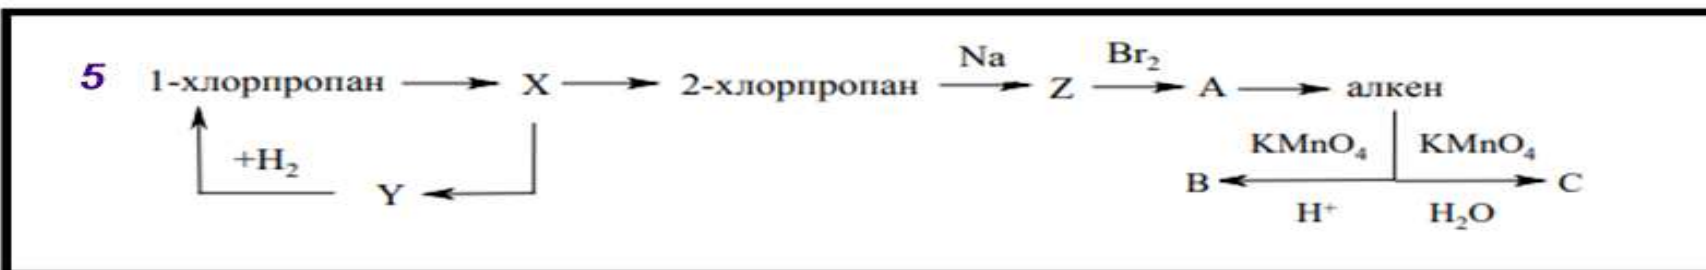 Na Br₂
5 1-хлорпропан X 2-хлорпропан Z A алкен
+H₂ KMnO₄ KMnO₄
Y B C
H⁺ H₂O